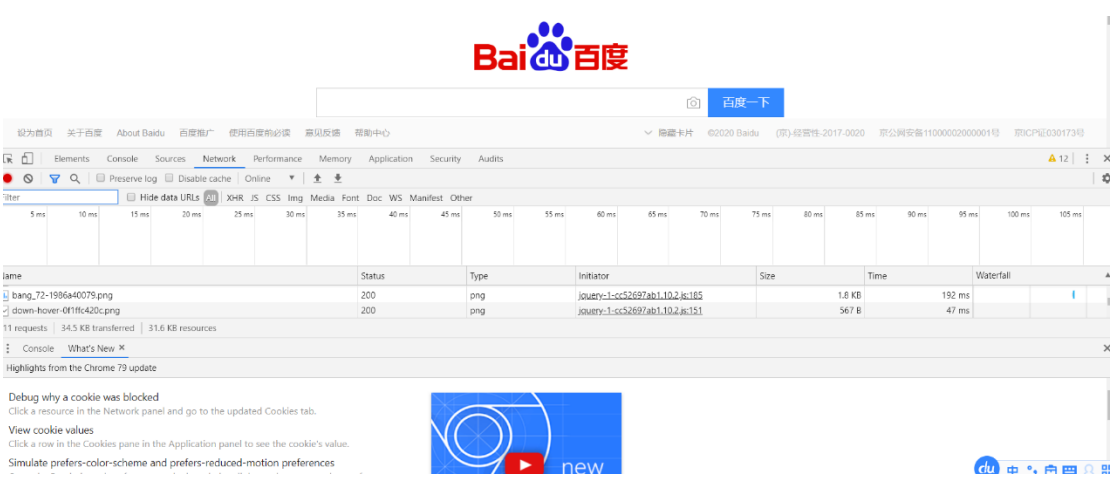 Bai du 百度
百度一下
设为首页 关于百度 About Baidu 百度推广 使用百度前必读 意见反馈 帮助中心 隐藏卡片 ©2020 Baidu (京)-经营性-2017-0020 京公网安备11000002000001号 京ICP证030173号
Elements Console Sources Network Performance Memory Application Security Audits 12
Preserve log Disable cache Online
Filter Hide data URLs All XHR JS CSS Img Media Font Doc WS Manifest Other
5 ms 10 ms 15 ms 20 ms 25 ms 30 ms 35 ms 40 ms 45 ms 50 ms 55 ms 60 ms 65 ms 70 ms 75 ms 80 ms 85 ms 90 ms 95 ms 100 ms 105 ms
Name Status Type Initiator Size Time Waterfall
bang_72-1986a40079.png 200 png jquery-1-cc52697ab1.10.2.js:185 1.8 KB 192 ms
down-hover-0f1ffc420c.png 200 png jquery-1-cc52697ab1.10.2.js:151 567 B 47 ms
11 requests 34.5 KB transferred 31.6 KB resources
Console What's New
Highlights from the Chrome 79 update
Debug why a cookie was blocked
Click a resource in the Network panel and go to the updated Cookies tab.
View cookie values
Click a row in the Cookies pane in the Application panel to see the cookie's value.
Simulate prefers-color-scheme and prefers-reduced-motion preferences
new
du 中